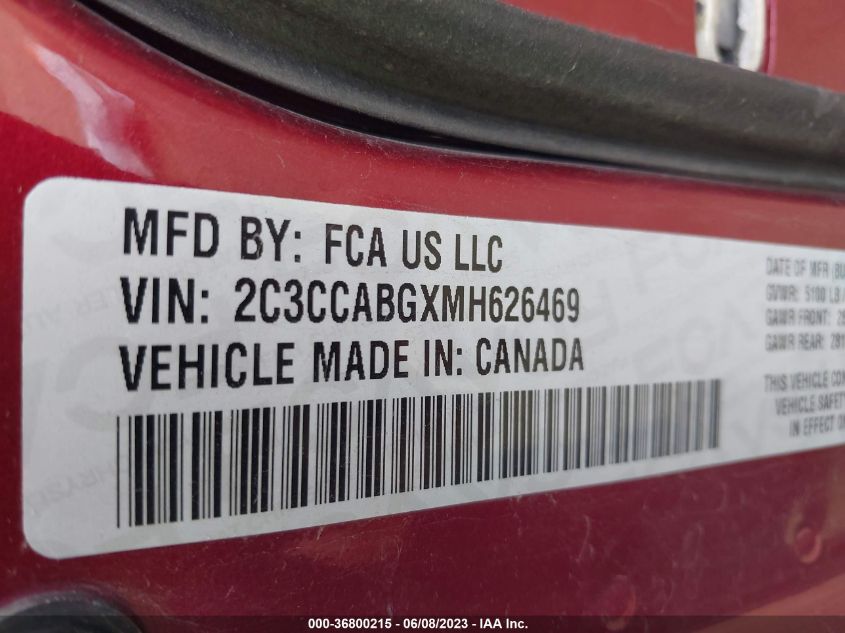 MFD BY: FCA US LLC
VIN: 2C3CCABGXMH626469
VEHICLE MADE IN: CANADA
DATE OF MFR
GVWR: 5100 LB
GAWR FRONT:
GAWR REAR:
THIS VEHICLE
VEHICLE SAFETY
IN EFFECT
000-36800215 - 06/08/2023 - IAA Inc.